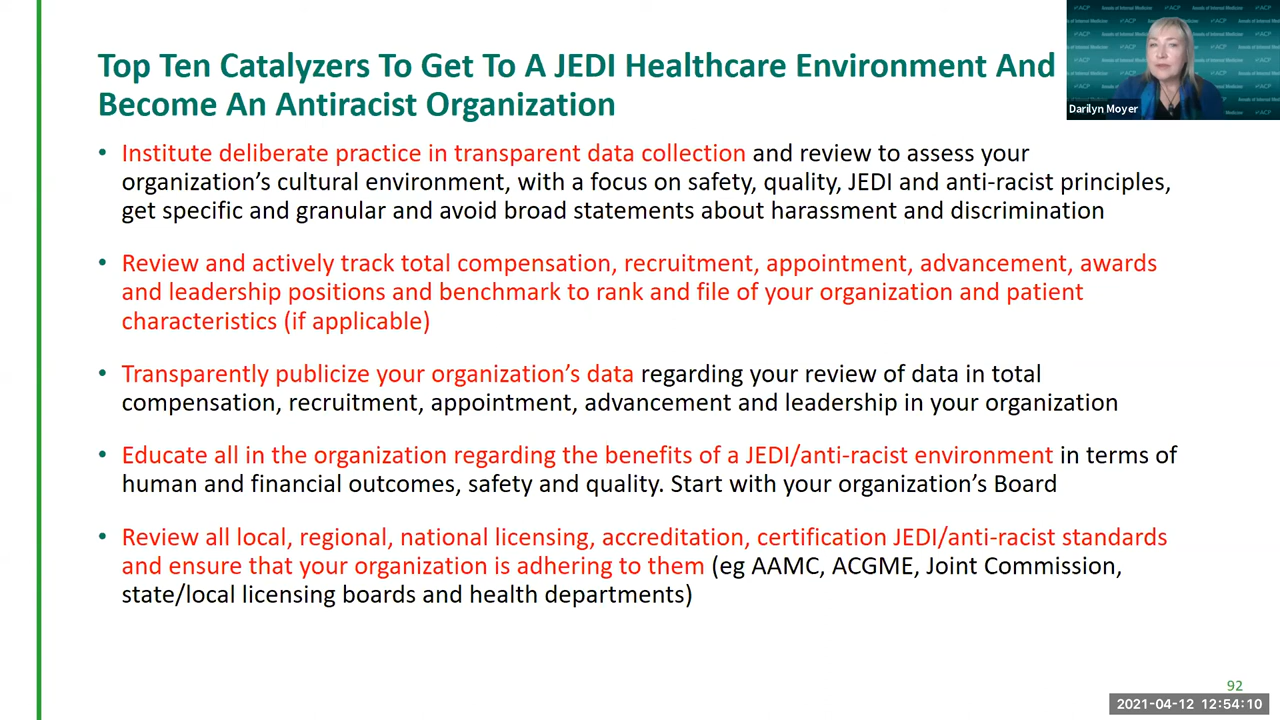 Top Ten Catalyzers To Get To A JEDI Healthcare Environment And
Become An Antiracist Organization
• Institute deliberate practice in transparent data collection and review to assess your
organization’s cultural environment, with a focus on safety, quality, JEDI and anti-racist principles,
get specific and granular and avoid broad statements about harassment and discrimination
• Review and actively track total compensation, recruitment, appointment, advancement, awards
and leadership positions and benchmark to rank and file of your organization and patient
characteristics (if applicable)
• Transparently publicize your organization’s data regarding your review of data in total
compensation, recruitment, appointment, advancement and leadership in your organization
• Educate all in the organization regarding the benefits of a JEDI/anti-racist environment in terms of
human and financial outcomes, safety and quality. Start with your organization’s Board
• Review all local, regional, national licensing, accreditation, certification JEDI/anti-racist standards
and ensure that your organization is adhering to them (eg AAMC, ACGME, Joint Commission,
state/local licensing boards and health departments)
Darilyn Moyer
92
2021-04-12 12:54:10